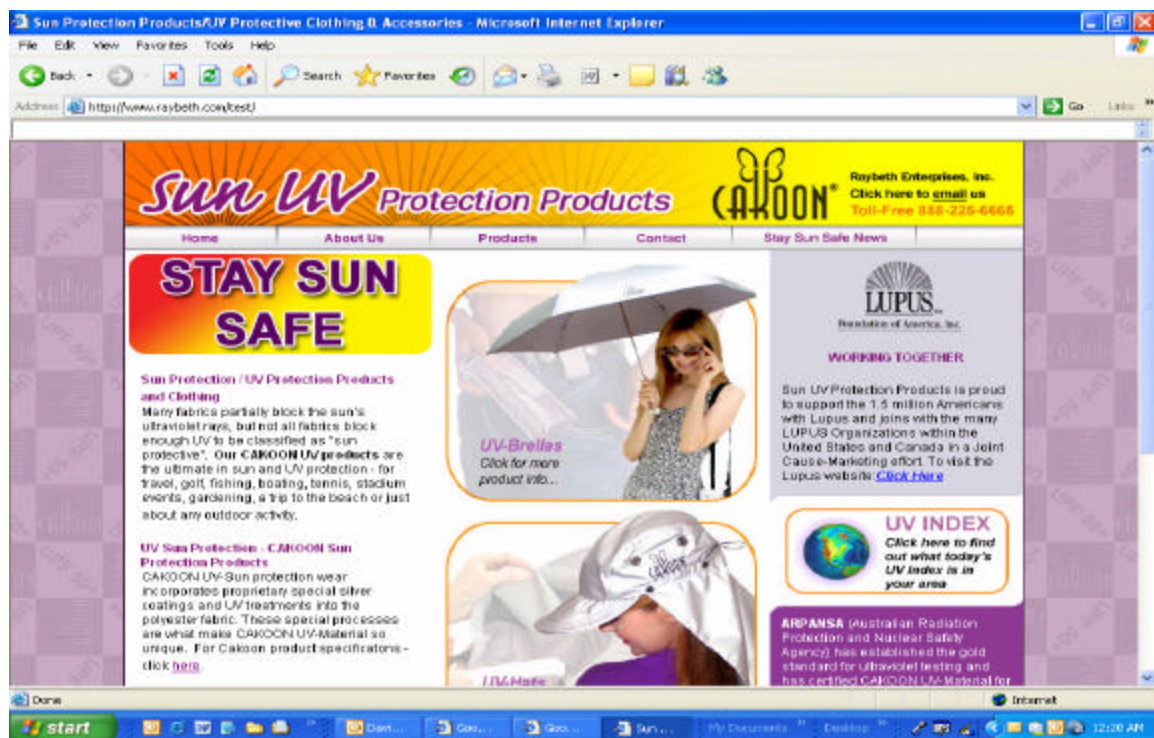 Sun Protection Products/UV Protective Clothing & Accessories - Microsoft Internet Explorer
File Edit View Favorites Tools Help
Back Search Favorites
Address http://www.raybeth.com/test/ Go Links
Sun UV Protection Products
CAKOON®
Raybeth Enterprises, Inc.
Click here to email us
Toll-Free 888-226-6666
Home About Us Products Contact Stay Sun Safe News
STAY SUN
SAFE
Sun Protection / UV Protection Products
and Clothing
Many fabrics partially block the sun's
ultraviolet rays, but not all fabrics block
enough UV to be classified as "sun
protective". Our CAKOON UV products are
the ultimate in sun and UV protection - for
travel, golf, fishing, boating, tennis, stadium
events, gardening, a trip to the beach or just
about any outdoor activity.
UV Sun Protection - CAKOON Sun
Protection Products
CAKOON UV-Sun protection wear
incorporates proprietary special silver
coatings and UV treatments into the
polyester fabric. These special processes
are what make CAKOON UV-Material so
unique. For Cakoon product specificatons -
click here.
UV-Brellas
Click for more
product info...
CAKOON
UV-Hats
LUPUS
Foundation of America, Inc.
WORKING TOGETHER
Sun UV Protection Products is proud
to support the 1.5 million Americans
with Lupus and joins with the many
LUPUS Organizations within the
United States and Canada in a Joint
Cause-Marketing effort. To visit the
Lupus website Click Here
UV INDEX
Click here to find
out what today's
UV Index is in
your area
ARPANSA (Australian Radiation
Protection and Nuclear Safety
Agency) has established the gold
standard for ultraviolet testing and
has certified CAKOON UV-Material for
Done Internet
start Goo... Goo... Sun ... My Documents Desktop 12:20 AM